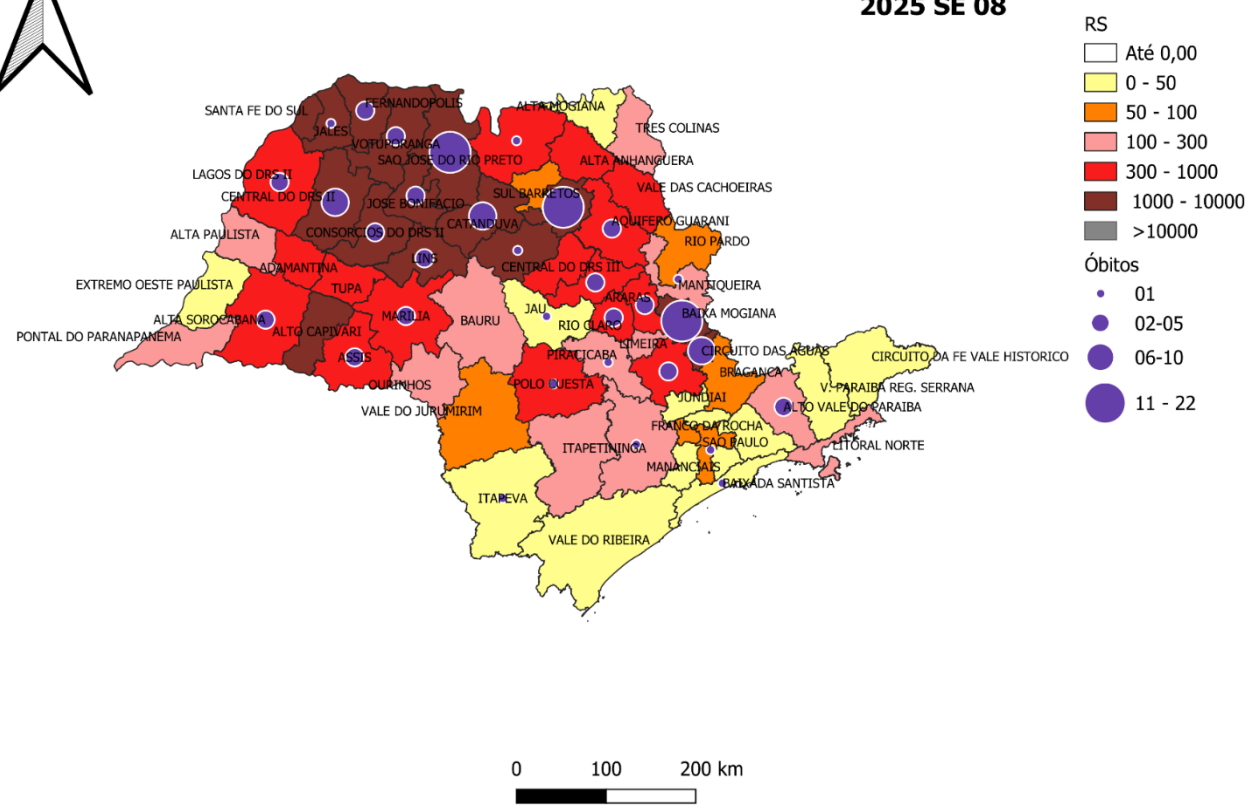 2025 SE 08
RS
Até 0,00
0 - 50
50 - 100
100 - 300
300 - 1000
1000 - 10000
>10000
Óbitos
01
02-05
06-10
11 - 22
SANTA FE DO SUL
FERNANDOPOLIS
ALTA MOGIANA
JALES
TRES COLINAS
VOTUPORANGA
SAO JOSE DO RIO PRETO
ALTA ANHANGUERA
LAGOS DO DRS II
VALE DAS CACHOEIRAS
CENTRAL DO DRS II
SUL BARRETOS
JOSE BONIFACIO
CATANDUVA
AQUIFERO GUARANI
ALTA PAULISTA
CONSORCIOS DO DRS II
RIO PARDO
LINS
ADAMANTINA
CENTRAL DO DRS III
EXTREMO OESTE PAULISTA
TUPA
MANTIQUEIRA
ARARAS
JAU
BAIXA MOGIANA
ALTA SOROCABANA
MARILIA
BAURU
RIO CLARO
ALTO CAPIVARI
PONTAL DO PARANAPANEMA
LIMEIRA
CIRCUITO DAS AGUAS
PIRACICABA
CIRCUITO DA FE VALE HISTORICO
ASSIS
BRAGANCA
OURINHOS
POLO CUESTA
V. PARAIBA REG. SERRANA
JUNDIAI
ALTO VALE DO PARAIBA
VALE DO JURUMIRIM
FRANCO DA ROCHA
SAO PAULO
LITORAL NORTE
ITAPETININGA
MANANCIAIS
BAIXADA SANTISTA
ITAPEVA
VALE DO RIBEIRA
0 100 200 km